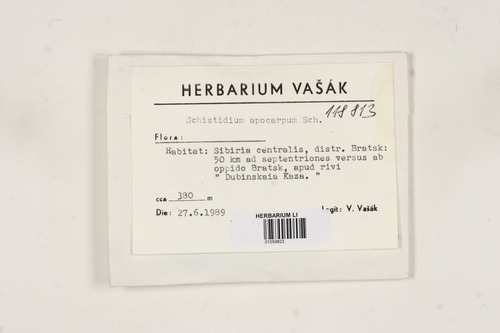 HERBARIUM VAŠÁK
Schistidium apocarpum Sch. 118 813
Flora:
Habitat: Sibiria centralis, distr. Bratsk:
50 km ad septentriones versus ab
oppido Bratsk, apud rivi
" Dubinskaia Kaza. "
cca 380 m
Die: 27.6.1989 Legit: V. Vašák
HERBARIUM LI
01059823